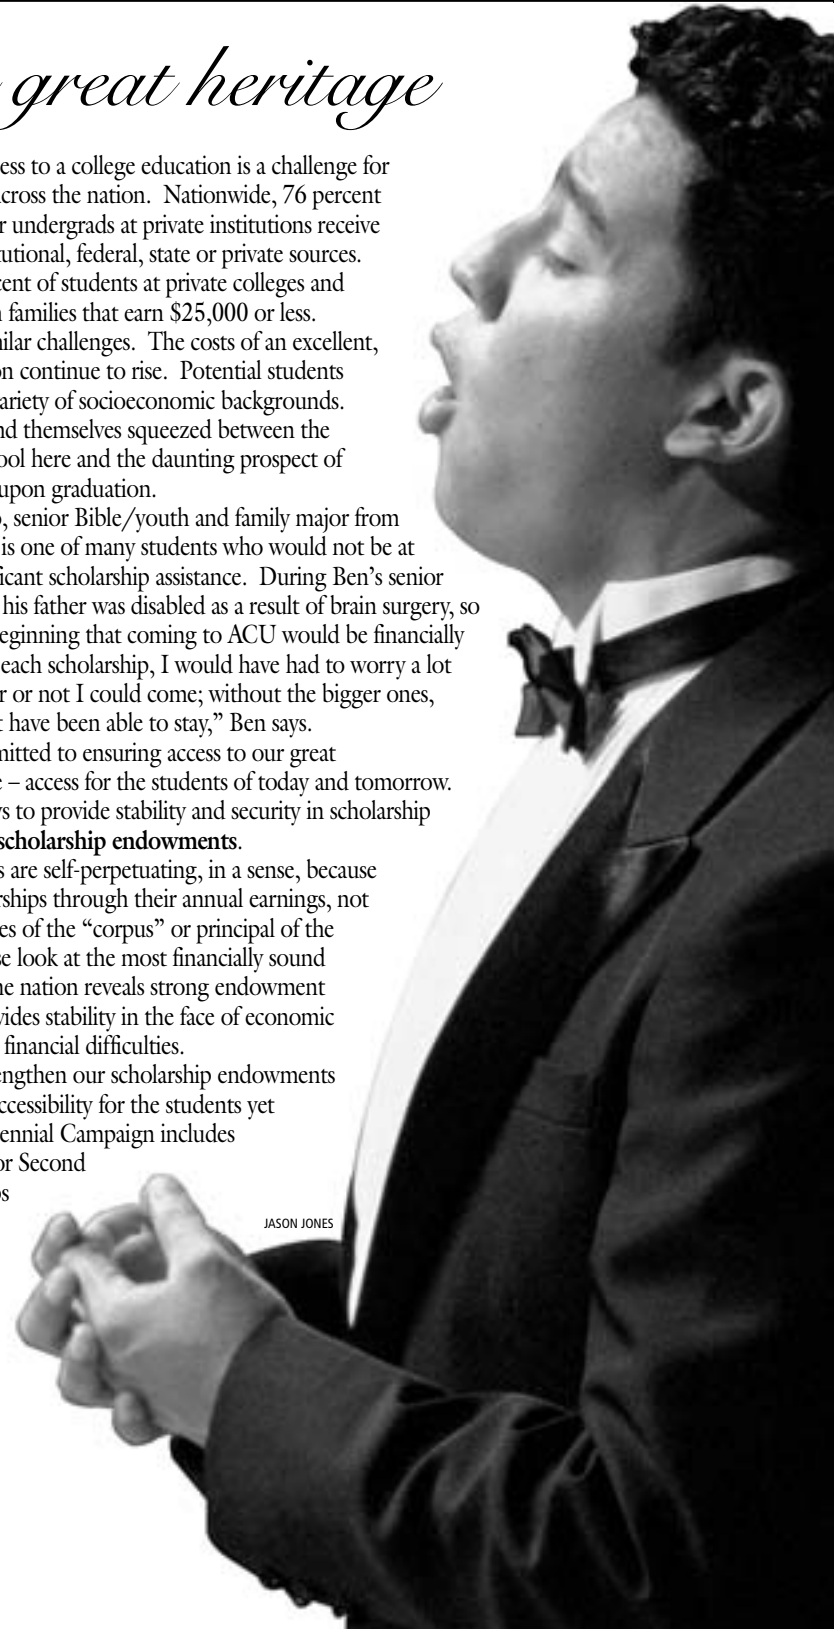 great heritage
ess to a college education is a challenge for
cross the nation. Nationwide, 76 percent
r undergrads at private institutions receive
utional, federal, state or private sources.
cent of students at private colleges and
n families that earn $25,000 or less.
ilar challenges. The costs of an excellent,
on continue to rise. Potential students
ariety of socioeconomic backgrounds.
nd themselves squeezed between the
ool here and the daunting prospect of
upon graduation.
o, senior Bible/youth and family major from
is one of many students who would not be at
ficant scholarship assistance. During Ben’s senior
his father was disabled as a result of brain surgery, so
eginning that coming to ACU would be financially
each scholarship, I would have had to worry a lot
r or not I could come; without the bigger ones,
t have been able to stay,” Ben says.
mitted to ensuring access to our great
e – access for the students of today and tomorrow.
ys to provide stability and security in scholarship
scholarship endowments.
s are self-perpetuating, in a sense, because
rships through their annual earnings, not
es of the “corpus” or principal of the
se look at the most financially sound
he nation reveals strong endowment
vides stability in the face of economic
financial difficulties.
engthen our scholarship endowments
ccessibility for the students yet
ennial Campaign includes
or Second
ps
JASON JONES